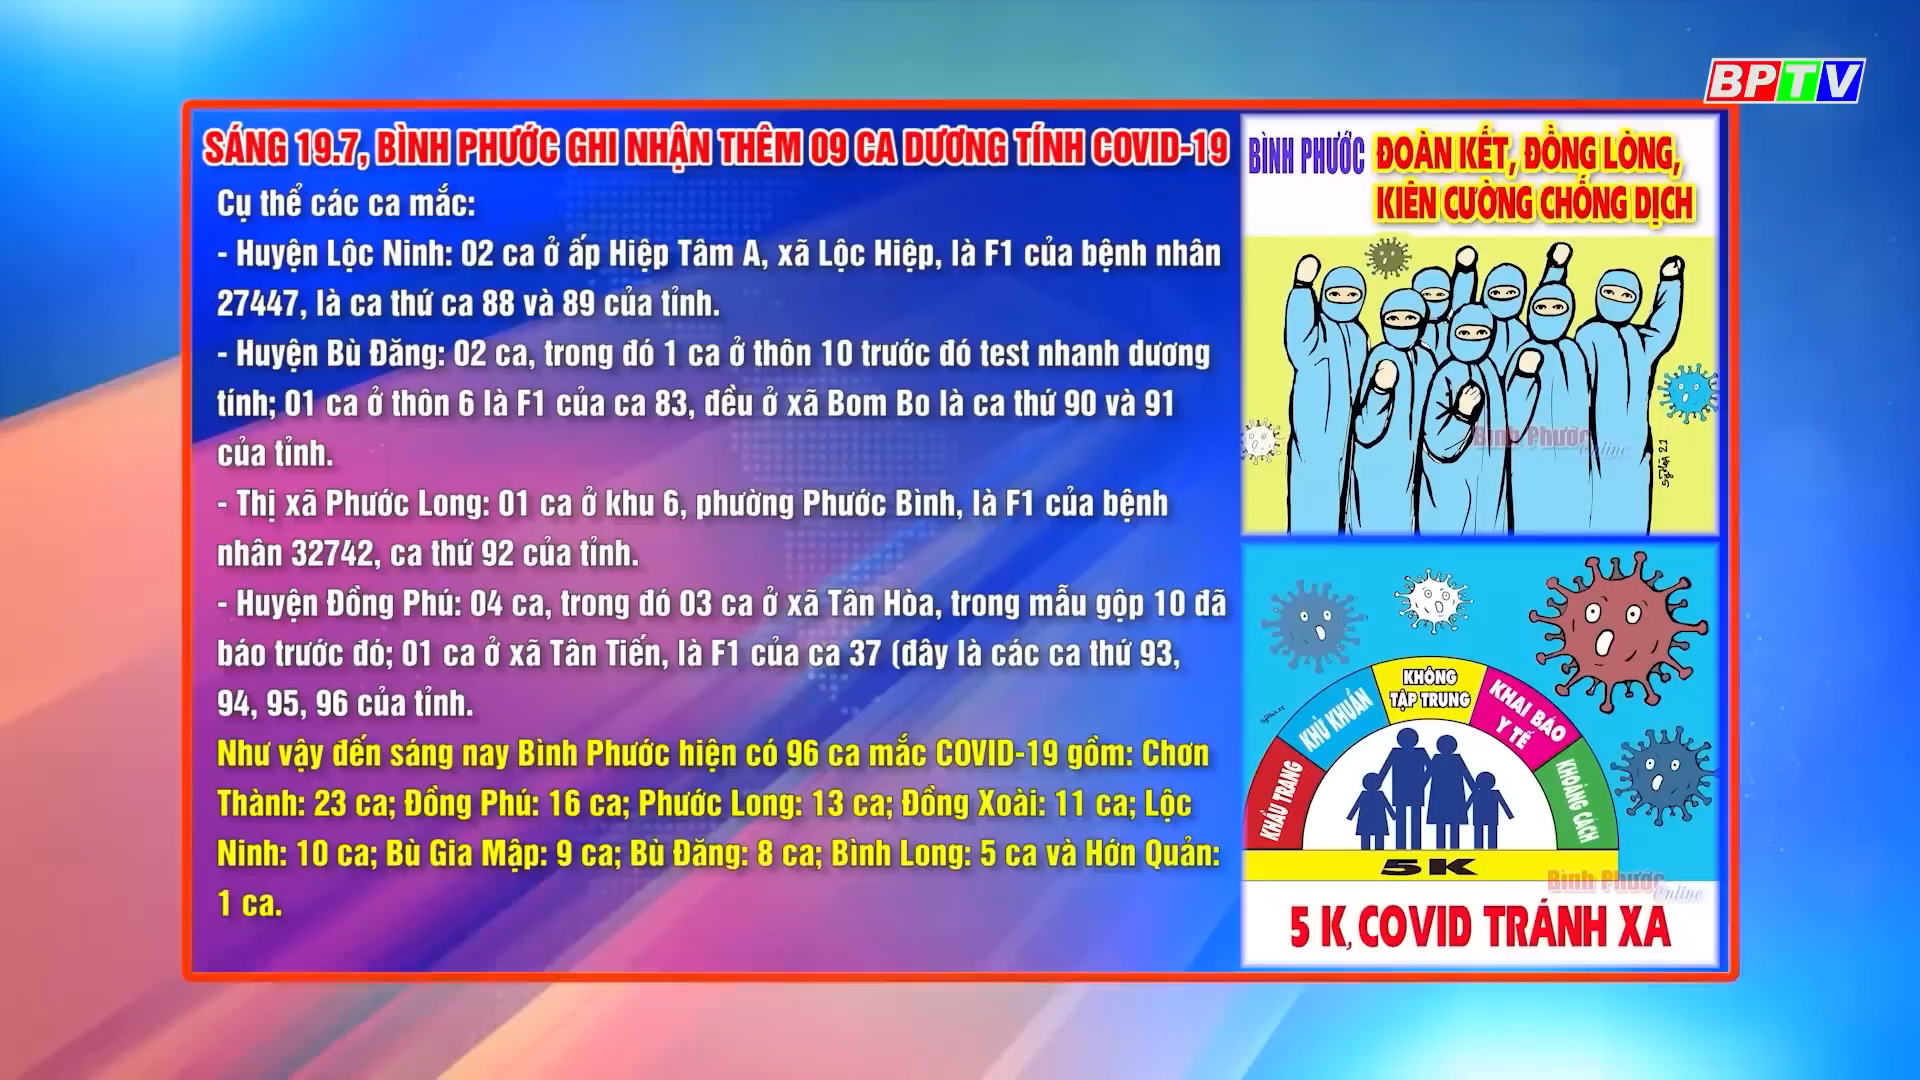 BPTV
SÁNG 19.7, BÌNH PHƯỚC GHI NHẬN THÊM 09 CA DƯƠNG TÍNH COVID-19
Cụ thể các ca mắc:
- Huyện Lộc Ninh: 02 ca ở ấp Hiệp Tâm A, xã Lộc Hiệp, là F1 của bệnh nhân
27447, là ca thứ ca 88 và 89 của tỉnh.
- Huyện Bù Đăng: 02 ca, trong đó 1 ca ở thôn 10 trước đó test nhanh dương
tính; 01 ca ở thôn 6 là F1 của ca 83, đều ở xã Bom Bo là ca thứ 90 và 91
của tỉnh.
- Thị xã Phước Long: 01 ca ở khu 6, phường Phước Bình, là F1 của bệnh
nhân 32742, ca thứ 92 của tỉnh.
- Huyện Đồng Phú: 04 ca, trong đó 03 ca ở xã Tân Hòa, trong mẫu gộp 10 đã
báo trước đó; 01 ca ở xã Tân Tiến, là F1 của ca 37 (đây là các ca thứ 93,
94, 95, 96 của tỉnh.
Như vậy đến sáng nay Bình Phước hiện có 96 ca mắc COVID-19 gồm: Chơn
Thành: 23 ca; Đồng Phú: 16 ca; Phước Long: 13 ca; Đồng Xoài: 11 ca; Lộc
Ninh: 10 ca; Bù Gia Mập: 9 ca; Bù Đăng: 8 ca; Bình Long: 5 ca và Hớn Quản:
1 ca.
BÌNH PHƯỚC ĐOÀN KẾT, ĐỒNG LÒNG,
KIÊN CƯỜNG CHỐNG DỊCH
Bình Phước
Online
KHẨU TRANG
KHỬ KHUẨN
KHÔNG
TẬP TRUNG
KHAI BÁO
Y TẾ
KHOẢNG CÁCH
5 K
Bình Phước
Online
5 K, COVID TRÁNH XA